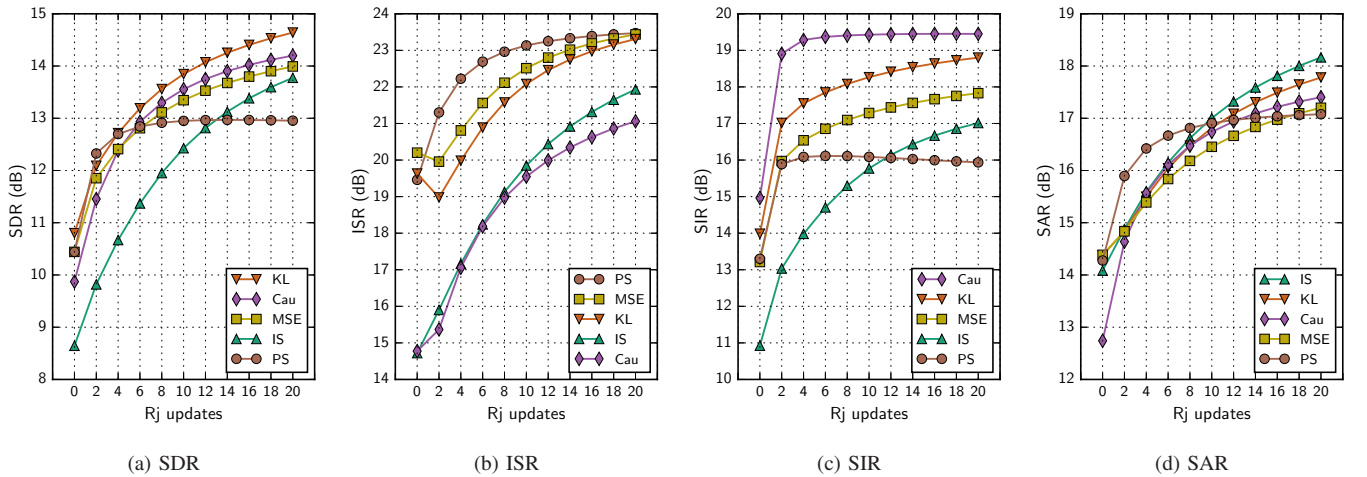 SDR (dB)
15
14
13
12
11
10
9
8
0 2 4 6 8 10 12 14 16 18 20
Rj updates
KL
Cau
MSE
IS
PS
(a) SDR
ISR (dB)
24
23
22
21
20
19
18
17
16
15
14
0 2 4 6 8 10 12 14 16 18 20
Rj updates
PS
MSE
KL
IS
Cau
(b) ISR
SIR (dB)
20
19
18
17
16
15
14
13
12
11
10
0 2 4 6 8 10 12 14 16 18 20
Rj updates
Cau
KL
MSE
IS
PS
(c) SIR
SAR (dB)
19
18
17
16
15
14
13
12
0 2 4 6 8 10 12 14 16 18 20
Rj updates
IS
KL
Cau
MSE
PS
(d) SAR